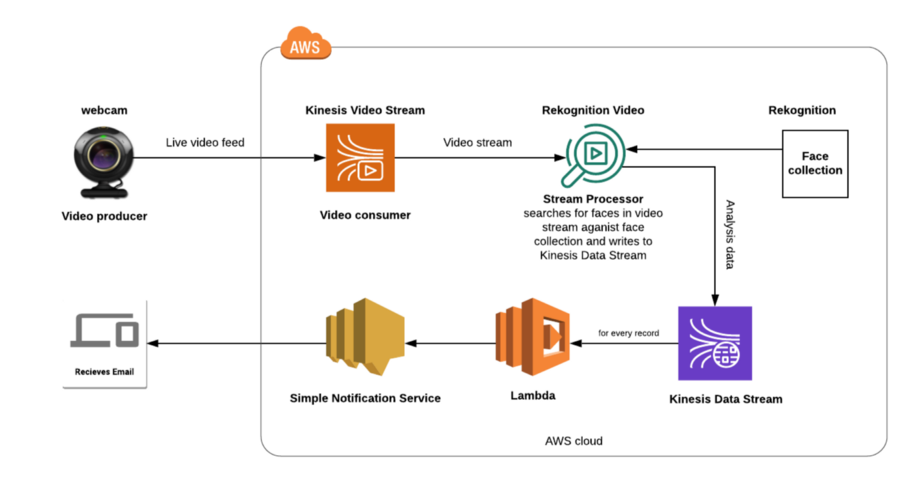 AWS
webcam
Kinesis Video Stream
Rekognition Video
Rekognition
Live video feed
Video stream
Face
collection
Video producer
Video consumer
Stream Processor
searches for faces in video
stream aganist face
collection and writes to
Kinesis Data Stream
Analysis data
for every record
Recieves Email
Simple Notification Service
Lambda
Kinesis Data Stream
AWS cloud